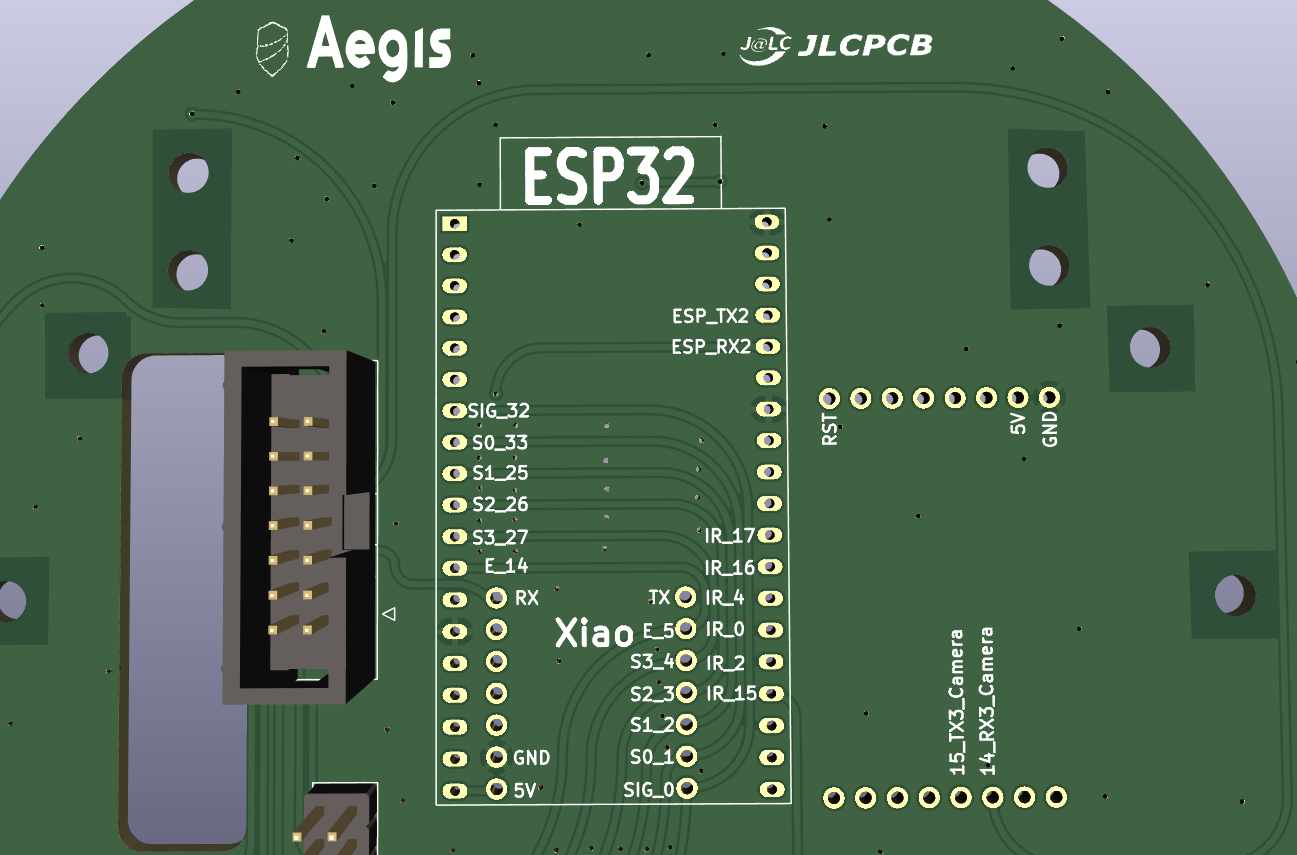 Aegis
J@LC JLCPCB
ESP32
ESP_TX2
ESP_RX2
SIG_32
S0_33
S1_25
S2_26
S3_27
E_14
RX
Xiao
GND
5V
TX
E_5
S3_4
S2_3
S1_2
S0_1
SIG_0
IR_17
IR_16
IR_4
IR_0
IR_2
IR_15
RST
5V
GND
15_TX3_Camera
14_RX3_Camera